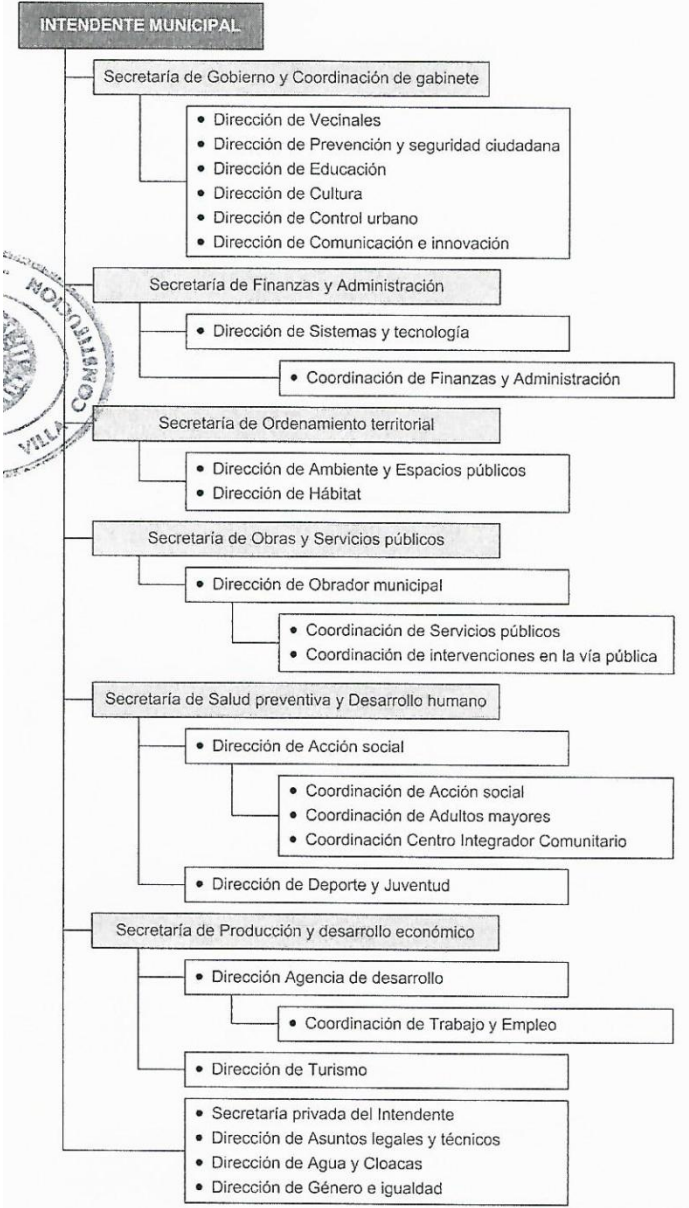 INTENDENTE MUNICIPAL
Secretaría de Gobierno y Coordinación de gabinete
• Dirección de Vecinales
• Dirección de Prevención y seguridad ciudadana
• Dirección de Educación
• Dirección de Cultura
• Dirección de Control urbano
• Dirección de Comunicación e innovación
Secretaría de Finanzas y Administración
• Dirección de Sistemas y tecnología
• Coordinación de Finanzas y Administración
VILLA CONSTITUCION
Secretaría de Ordenamiento territorial
• Dirección de Ambiente y Espacios públicos
• Dirección de Hábitat
Secretaría de Obras y Servicios públicos
• Dirección de Obrador municipal
• Coordinación de Servicios públicos
• Coordinación de intervenciones en la vía pública
Secretaría de Salud preventiva y Desarrollo humano
• Dirección de Acción social
• Coordinación de Acción social
• Coordinación de Adultos mayores
• Coordinación Centro Integrador Comunitario
• Dirección de Deporte y Juventud
Secretaría de Producción y desarrollo económico
• Dirección Agencia de desarrollo
• Coordinación de Trabajo y Empleo
• Dirección de Turismo
• Secretaría privada del Intendente
• Dirección de Asuntos legales y técnicos
• Dirección de Agua y Cloacas
• Dirección de Género e igualdad